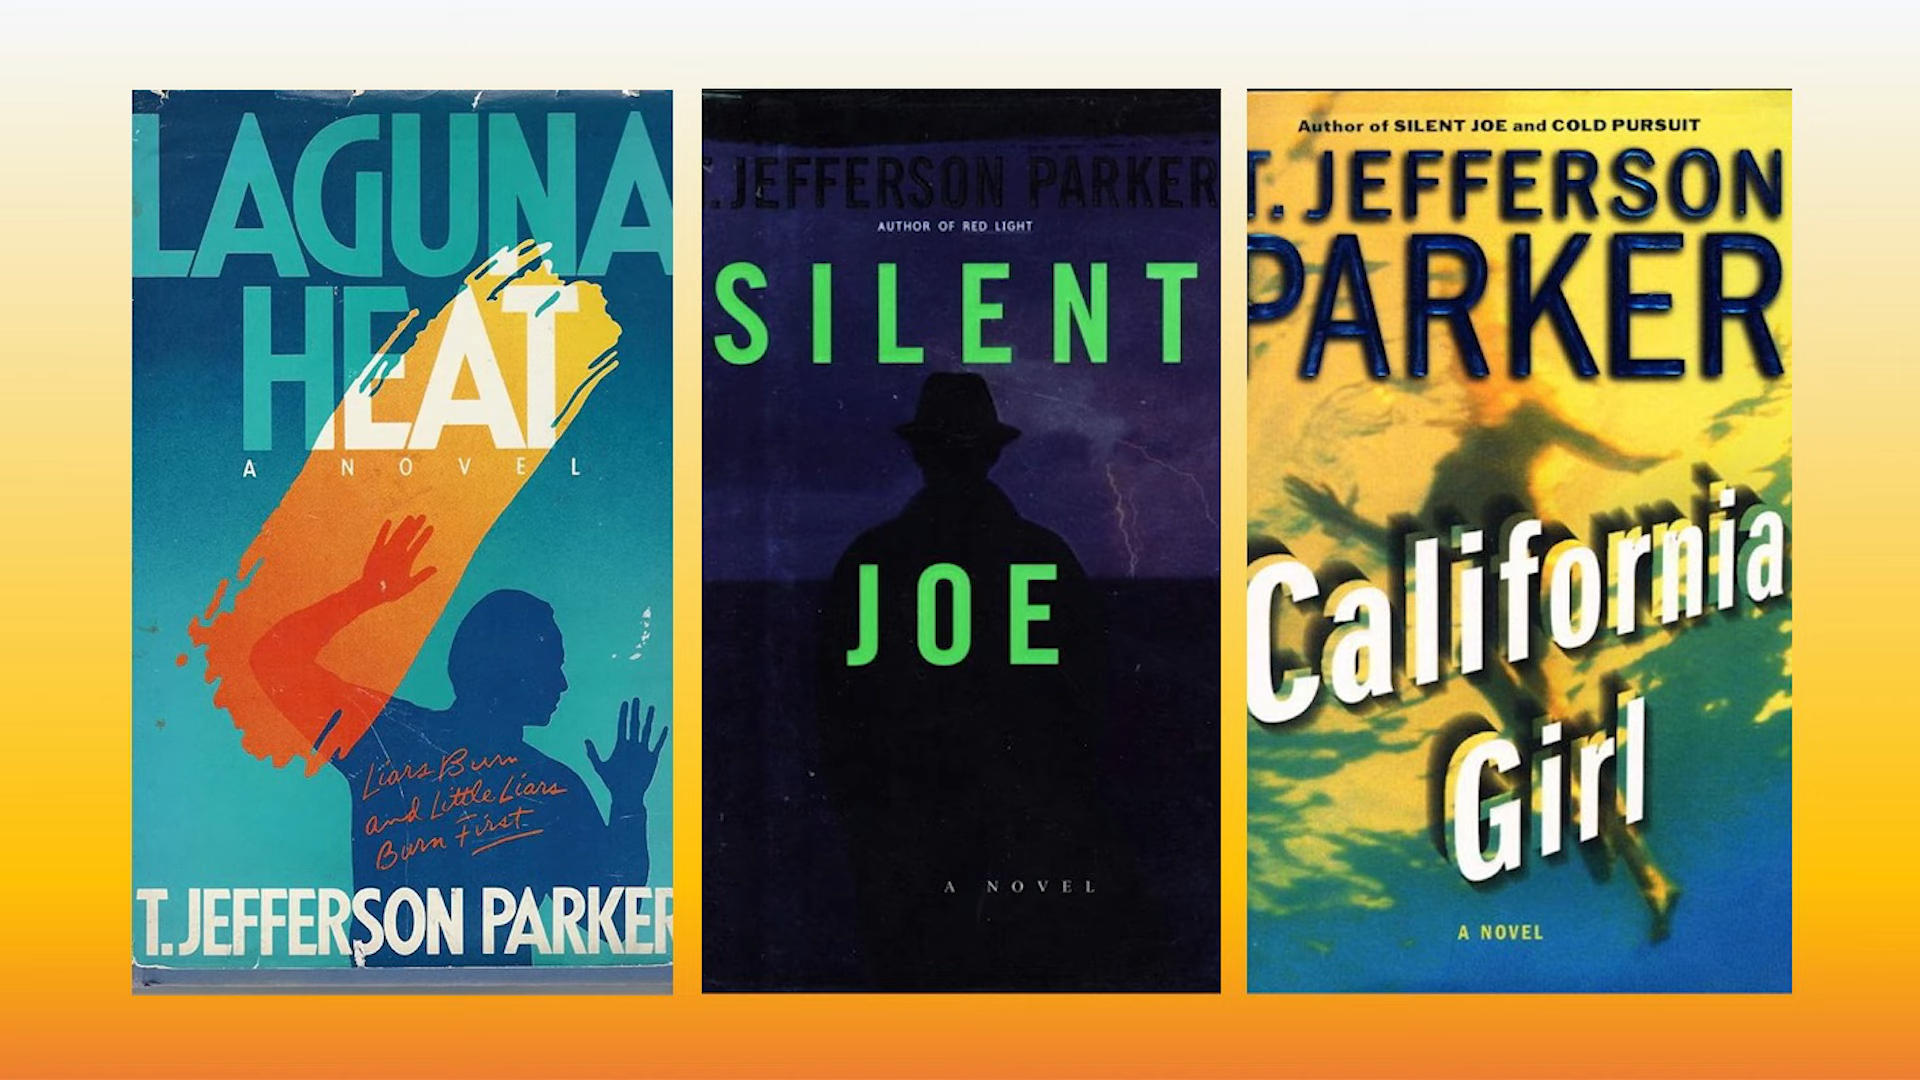 LAGUNA
HEAT
A NOVEL
Liars Burn
and Little Liars
Burn First
T. JEFFERSON PARKER
T. JEFFERSON PARKER
AUTHOR OF RED LIGHT
SILENT
JOE
A NOVEL
Author of SILENT JOE and COLD PURSUIT
T. JEFFERSON
PARKER
California
Girl
A NOVEL